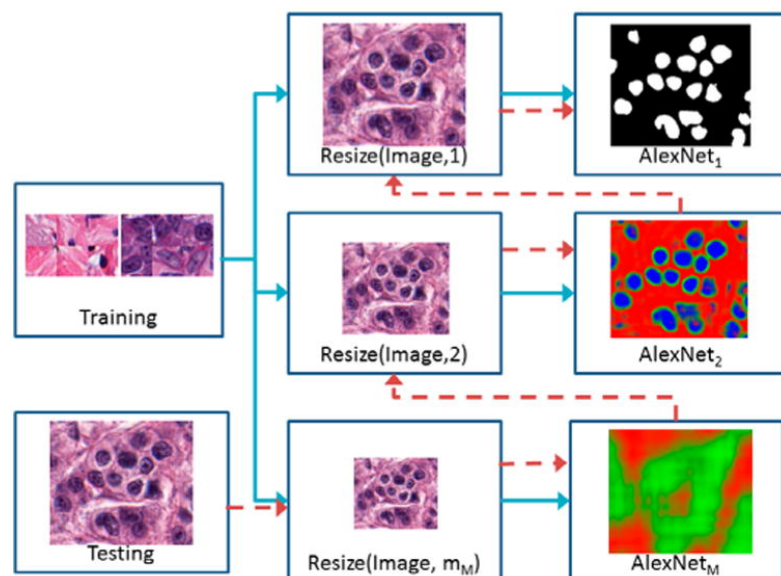 Resize(Image,1)
AlexNet₁
Training
Resize(Image,2)
AlexNet₂
Testing
Resize(Image, mM)
AlexNetM